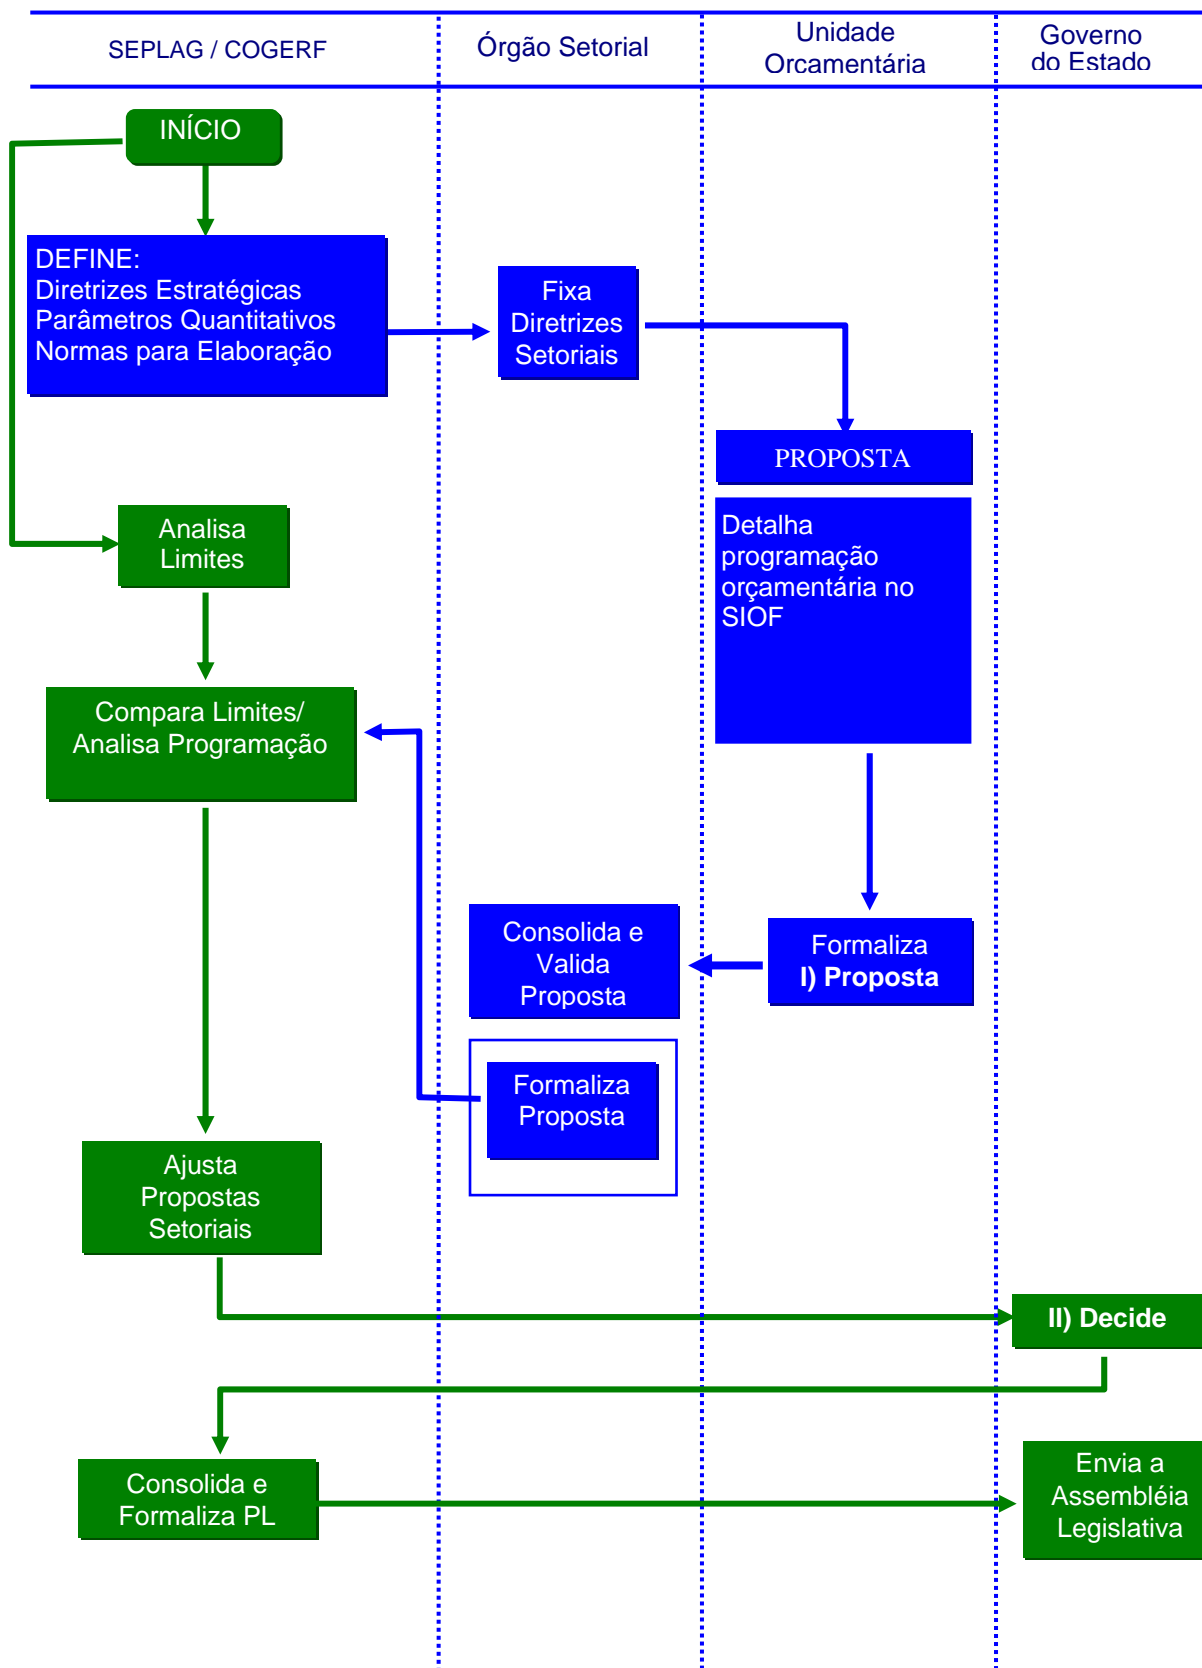 SEPLAG / COGERF
Órgão Setorial
Unidade
Orcamentária
Governo
do Estado
INÍCIO
DEFINE:
Diretrizes Estratégicas
Parâmetros Quantitativos
Normas para Elaboração
Fixa
Diretrizes
Setoriais
PROPOSTA
Detalha
programação
orçamentária no
SIOF
Analisa
Limites
Compara Limites/
Analisa Programação
Consolida e
Valida
Proposta
Formaliza
I) Proposta
Formaliza
Proposta
Ajusta
Propostas
Setoriais
II) Decide
Consolida e
Formaliza PL
Envia a
Assembléia
Legislativa